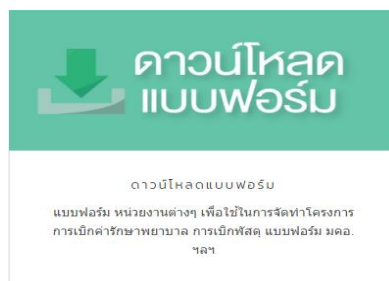 ดาวน์โหลด
แบบฟอร์ม
ดาวน์โหลดแบบฟอร์ม
แบบฟอร์ม หน่วยงานต่างๆ เพื่อใช้ในการจัดทำโครงการ
การเบิกค่ารักษาพยาบาล การเบิกพัสดุ แบบฟอร์ม มคอ.
ฯลฯ